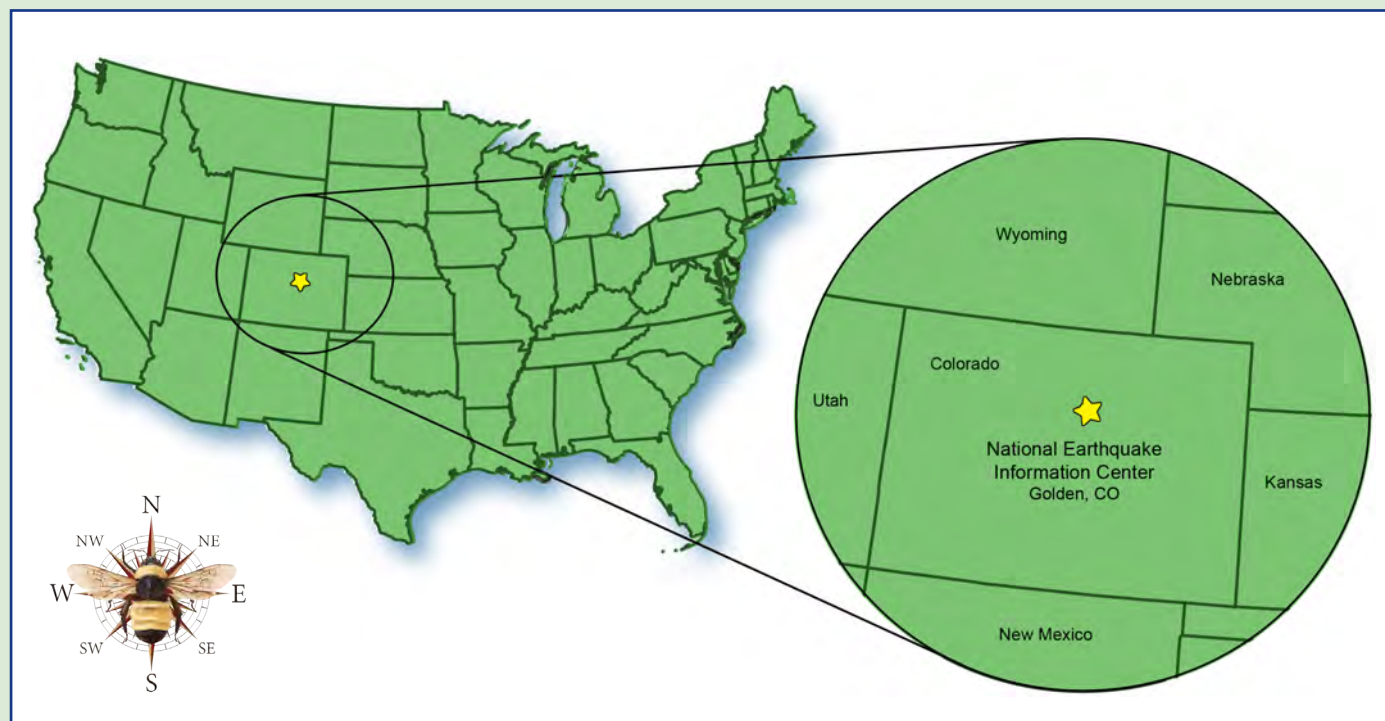 Wyoming
Nebraska
Colorado
Utah
National Earthquake
Information Center
Golden, CO
Kansas
New Mexico
N
NW
NE
W
E
SW
SE
S